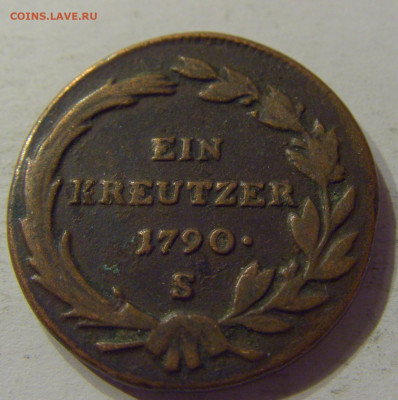 COINS.LAVE.RU
EIN
KREUTZER
1790·
S